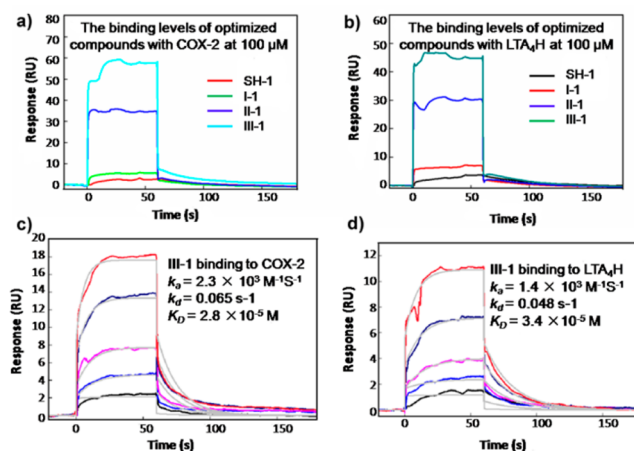 a)
The binding levels of optimized
compounds with COX-2 at 100 μM
Response (RU)
80
70
60
50
40
30
20
10
0
SH-1
I-1
II-1
III-1
0
50
100
150
Time (s)
b)
The binding levels of optimized
compounds with LTA₄H at 100 μM
Response (RU)
60
50
40
30
20
10
0
SH-1
I-1
II-1
III-1
0
50
100
150
Time (s)
c)
III-1 binding to COX-2
kₐ = 2.3 × 10³ M⁻¹S⁻¹
k_d = 0.065 s-1
K_D = 2.8 × 10⁻⁵ M
Response (RU)
18
16
14
12
10
8
6
4
2
0
0
50
100
150
Time (s)
d)
III-1 binding to LTA₄H
kₐ = 1.4 × 10³ M⁻¹S⁻¹
k_d = 0.048 s-1
K_D = 3.4 ×10⁻⁵ M
Response (RU)
12
10
8
6
4
2
0
0
50
100
150
Time (s)